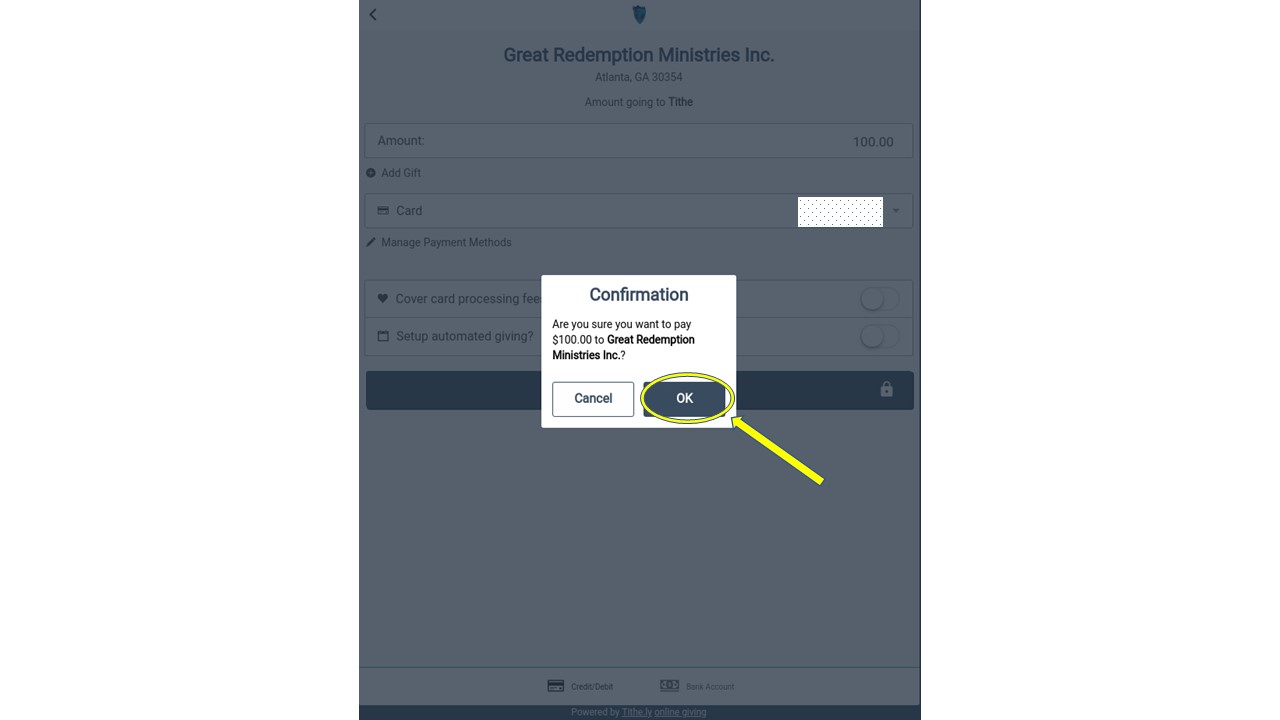 Great Redemption Ministries Inc.
Atlanta, GA 30354
Amount going to Tithe
Amount: 100.00
Add Gift
Card
Manage Payment Methods
Cover card processing fee
Setup automated giving?
Confirmation
Are you sure you want to pay
$100.00 to Great Redemption
Ministries Inc.?
Cancel OK
Credit/Debit Bank Account
Powered by Tithe.ly online giving